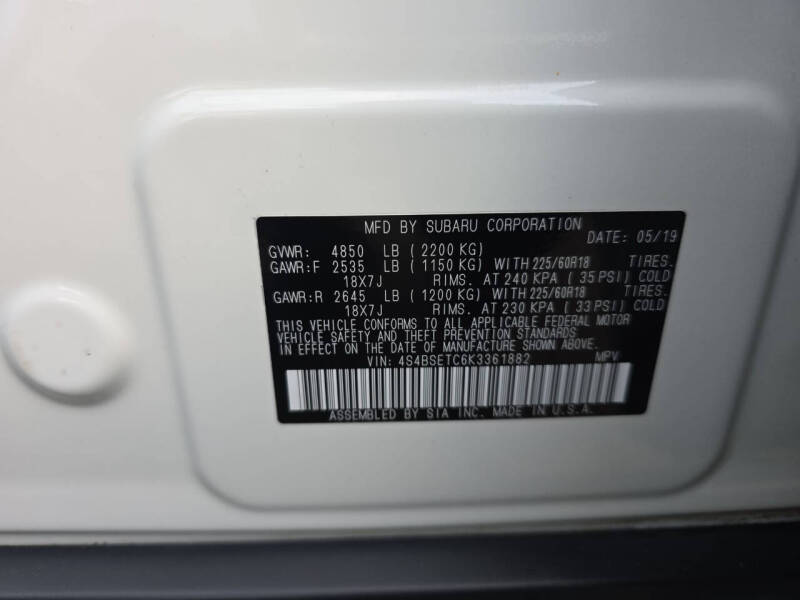 MFD BY SUBARU CORPORATION
DATE: 05/19
GVWR: 4850 LB ( 2200 KG)
GAWR:F 2535 LB ( 1150 KG) WITH 225/60R18 TIRES.
18X7J RIMS. AT 240 KPA ( 35 PSI) COLD
GAWR:R 2645 LB ( 1200 KG) WITH 225/60R18 TIRES.
18X7J RIMS. AT 230 KPA ( 33 PSI) COLD
THIS VEHICLE CONFORMS TO ALL APPLICABLE FEDERAL MOTOR
VEHICLE SAFETY AND THEFT PREVENTION STANDARDS
IN EFFECT ON THE DATE OF MANUFACTURE SHOWN ABOVE.
VIN: 4S4BSETC6K3361882 MPV
ASSEMBLED BY SIA INC. MADE IN U.S.A.